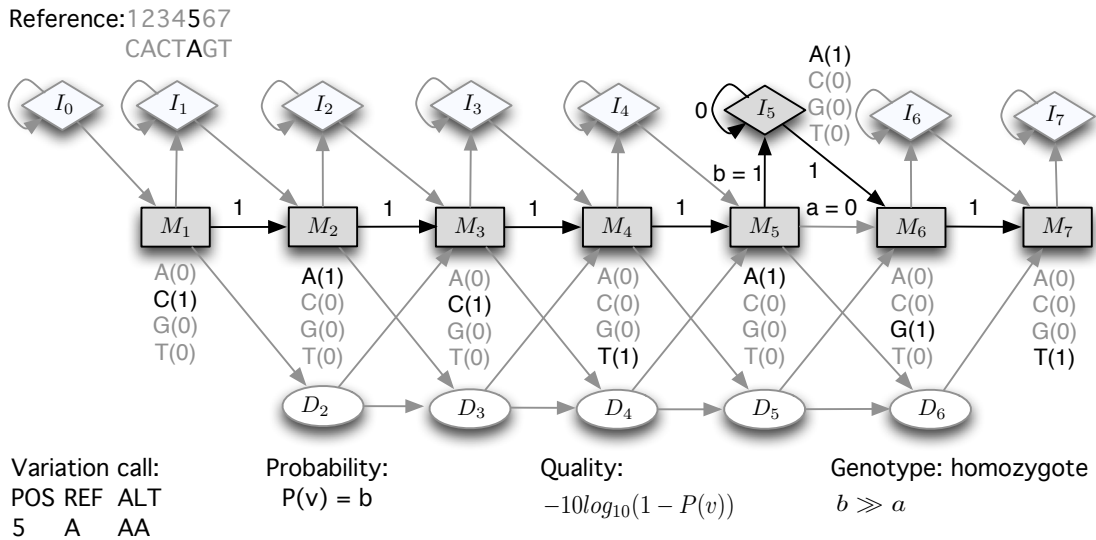 Reference:1234567
CACTAGT
I₀
I₁
I₂
I₃
I₄
0
I₅
A(1)
C(0)
G(0)
T(0)
I₆
I₇
b = 1
1
M₁
1
M₂
1
M₃
1
M₄
1
M₅
a = 0
M₆
1
M₇
A(0)
C(1)
G(0)
T(0)
A(1)
C(0)
G(0)
T(0)
A(0)
C(1)
G(0)
T(0)
A(0)
C(0)
G(0)
T(1)
A(1)
C(0)
G(0)
T(0)
A(0)
C(0)
G(1)
T(0)
A(0)
C(0)
G(0)
T(1)
D₂
D₃
D₄
D₅
D₆
Variation call:
POS REF ALT
5 A AA
Probability:
P(v) = b
Quality:
−10log₁₀(1 − P(v))
Genotype: homozygote
b ≫ a